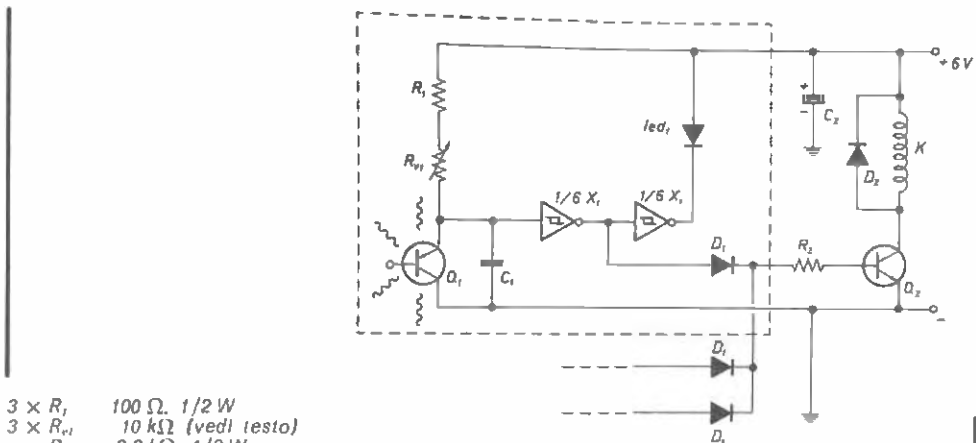 +6V
R₁
led₁
+
-
C₂
K
D₂
Rᵥ₁
1/6 X₁
1/6 X₁
D₁
R₂
Q₁
C₁
Q₂
-
D₁
D₁
3 × R₁ 100 Ω. 1/2 W
3 × Rᵥ₁ 10 kΩ (vedi testo)